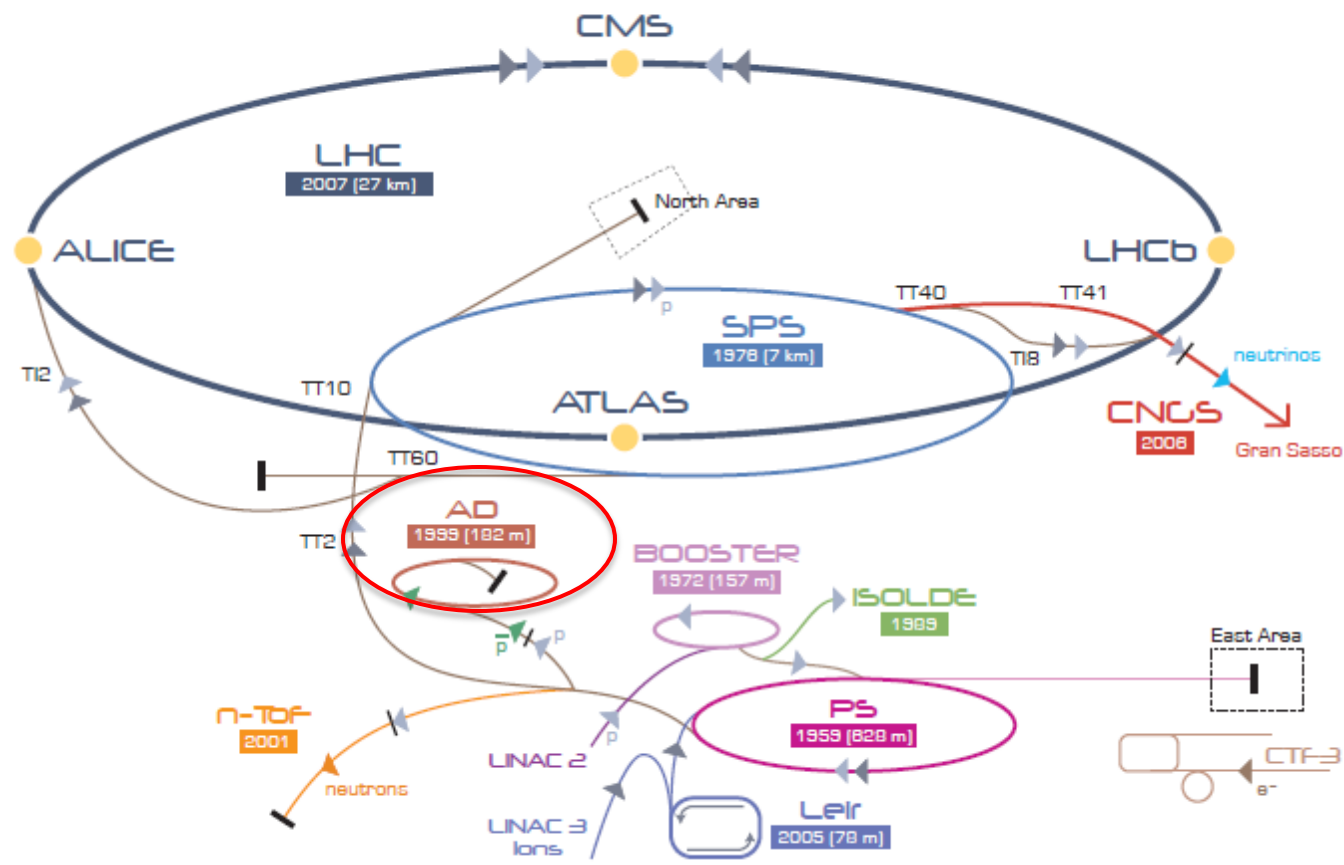 CMS
LHC
2007 (27 km)
North Area
ALICE
LHCb
TT40
TT41
p
SPS
1976 (7 km)
TI8
neutrinos
TI2
TT10
ATLAS
CNGS
2006
Gran Sasso
TT60
AD
1999 (182 m)
TT2
BOOSTER
1972 (157 m)
ISOLDE
1989
p
p
East Area
n-ToF
2001
PS
1959 (628 m)
p
LINAC 2
neutrons
CTF-3
e-
LINAC 3
Ions
Leir
2005 (78 m)